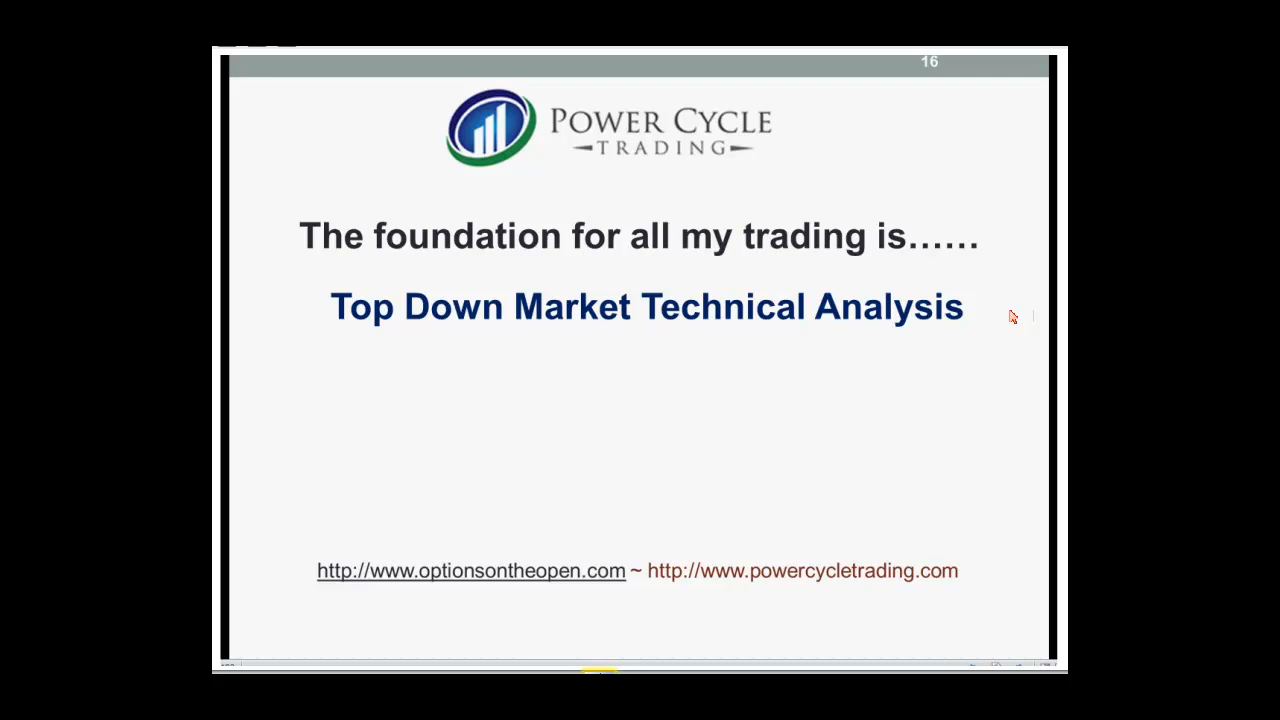 16
POWER CYCLE
TRADING
The foundation for all my trading is……
Top Down Market Technical Analysis
http://www.optionsontheopen.com ~ http://www.powercycletrading.com